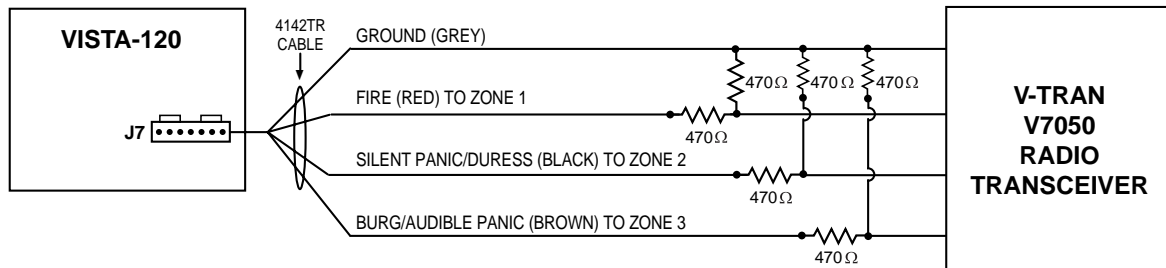 VISTA-120
J7
4142TR
CABLE
GROUND (GREY)
FIRE (RED) TO ZONE 1
SILENT PANIC/DURESS (BLACK) TO ZONE 2
BURG/AUDIBLE PANIC (BROWN) TO ZONE 3
470Ω
470Ω
470Ω
470Ω
470Ω
470Ω
V-TRAN
V7050
RADIO
TRANSCEIVER